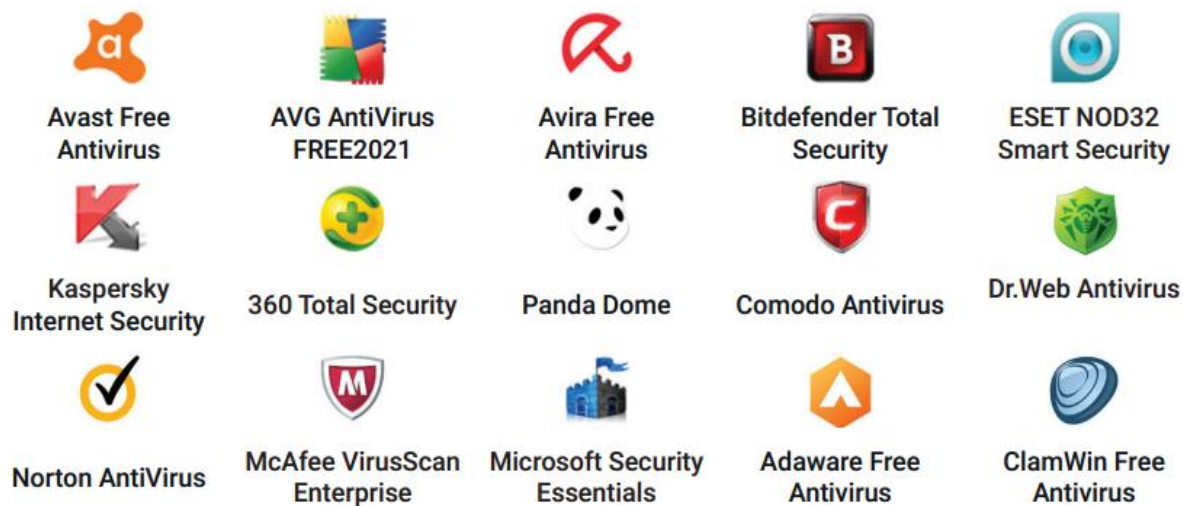 a
Avast Free
Antivirus
AVG AntiVirus
FREE2021
Avira Free
Antivirus
B
Bitdefender Total
Security
ESET NOD32
Smart Security
K
Kaspersky
Internet Security
360 Total Security
Panda Dome
C
Comodo Antivirus
Dr.Web Antivirus
Norton AntiVirus
M
McAfee VirusScan
Enterprise
Microsoft Security
Essentials
Adaware Free
Antivirus
ClamWin Free
Antivirus